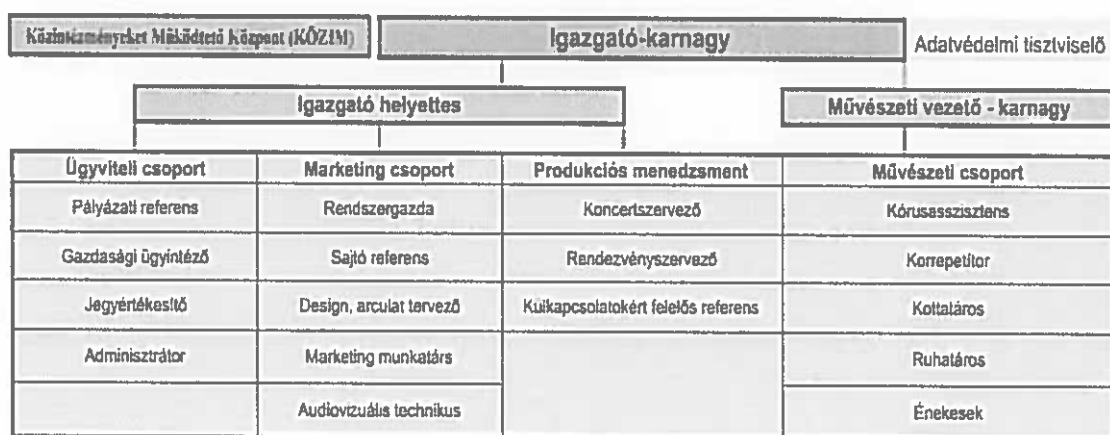 Közintézményeket Működtető Központ (KÖZIM)
Igazgató-karnagy
Adatvédelmi tisztviselő
Igazgató helyettes
Művészeti vezető - karnagy
Ügyviteli csoport
Marketing csoport
Produkciós menedzsment
Művészeti csoport
Pályázati referens
Rendszergazda
Koncertszervező
Kórusasszisztens
Gazdasági ügyintéző
Sajtó referens
Rendezvényszervező
Korrepetitor
Jegyértékesítő
Design, arculat tervező
Külkapcsolatokért felelős referens
Kottatáros
Adminisztrátor
Marketing munkatárs
Ruhatáros
Audiovizuális technikus
Énekesek